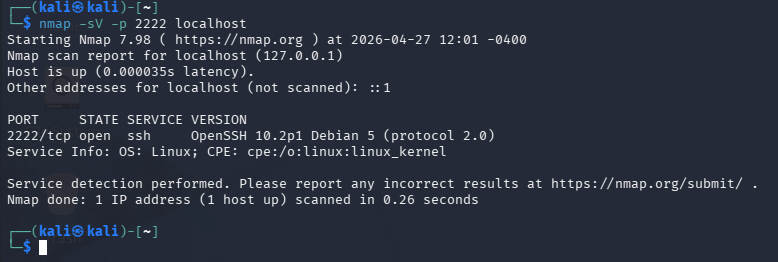 ┌──(kali㉿kali)-[~]
└─$ nmap -sV -p 2222 localhost
Starting Nmap 7.98 ( https://nmap.org ) at 2026-04-27 12:01 -0400
Nmap scan report for localhost (127.0.0.1)
Host is up (0.000035s latency).
Other addresses for localhost (not scanned): ::1

PORT     STATE SERVICE VERSION
2222/tcp open  ssh     OpenSSH 10.2p1 Debian 5 (protocol 2.0)
Service Info: OS: Linux; CPE: cpe:/o:linux:linux_kernel

Service detection performed. Please report any incorrect results at https://nmap.org/submit/ .
Nmap done: 1 IP address (1 host up) scanned in 0.26 seconds

┌──(kali㉿kali)-[~]
└─$